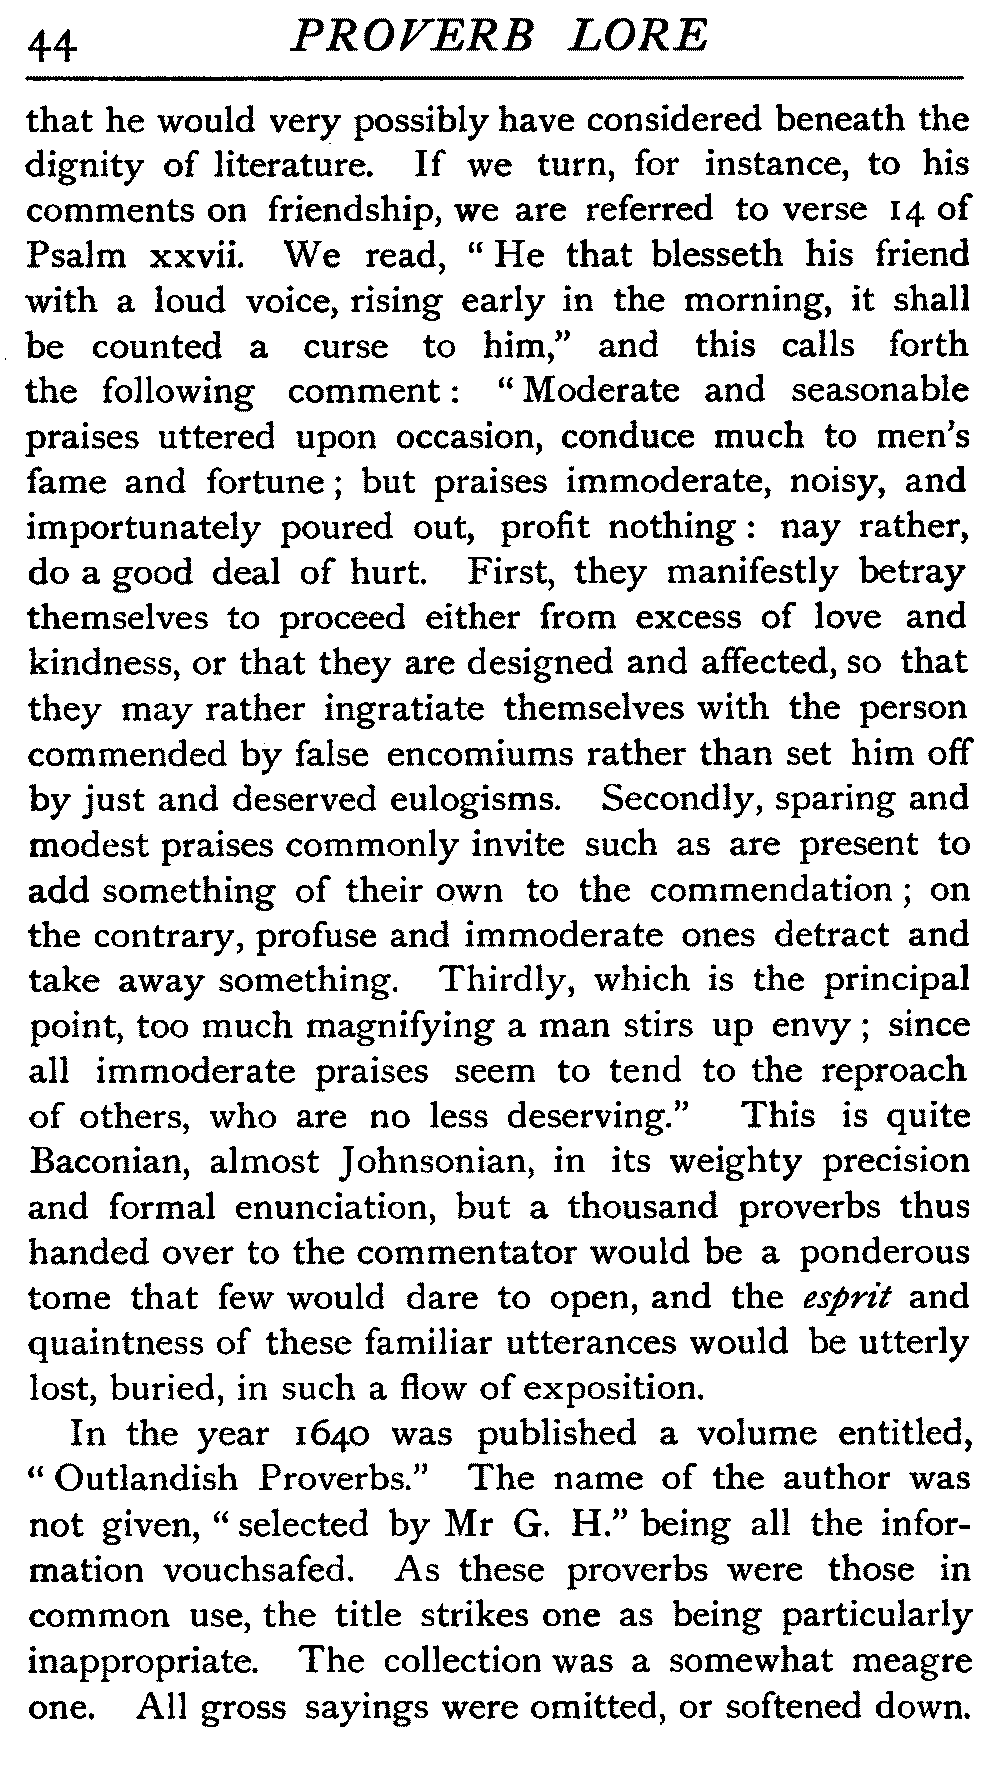 44 PROVERB LORE
that he would very possibly have considered beneath the
dignity of literature. If we turn, for instance, to his
comments on friendship, we are referred to verse 14 of
Psalm xxvii. We read, “ He that blesseth his friend
with a loud voice, rising early in the morning, it shall
be counted a curse to him,” and this calls forth
the following comment : “ Moderate and seasonable
praises uttered upon occasion, conduce much to men’s
fame and fortune ; but praises immoderate, noisy, and
importunately poured out, profit nothing : nay rather,
do a good deal of hurt. First, they manifestly betray
themselves to proceed either from excess of love and
kindness, or that they are designed and affected, so that
they may rather ingratiate themselves with the person
commended by false encomiums rather than set him off
by just and deserved eulogisms. Secondly, sparing and
modest praises commonly invite such as are present to
add something of their own to the commendation ; on
the contrary, profuse and immoderate ones detract and
take away something. Thirdly, which is the principal
point, too much magnifying a man stirs up envy ; since
all immoderate praises seem to tend to the reproach
of others, who are no less deserving.” This is quite
Baconian, almost Johnsonian, in its weighty precision
and formal enunciation, but a thousand proverbs thus
handed over to the commentator would be a ponderous
tome that few would dare to open, and the esprit and
quaintness of these familiar utterances would be utterly
lost, buried, in such a flow of exposition.
In the year 1640 was published a volume entitled,
“ Outlandish Proverbs.” The name of the author was
not given, “ selected by Mr G. H.” being all the infor-
mation vouchsafed. As these proverbs were those in
common use, the title strikes one as being particularly
inappropriate. The collection was a somewhat meagre
one. All gross sayings were omitted, or softened down.